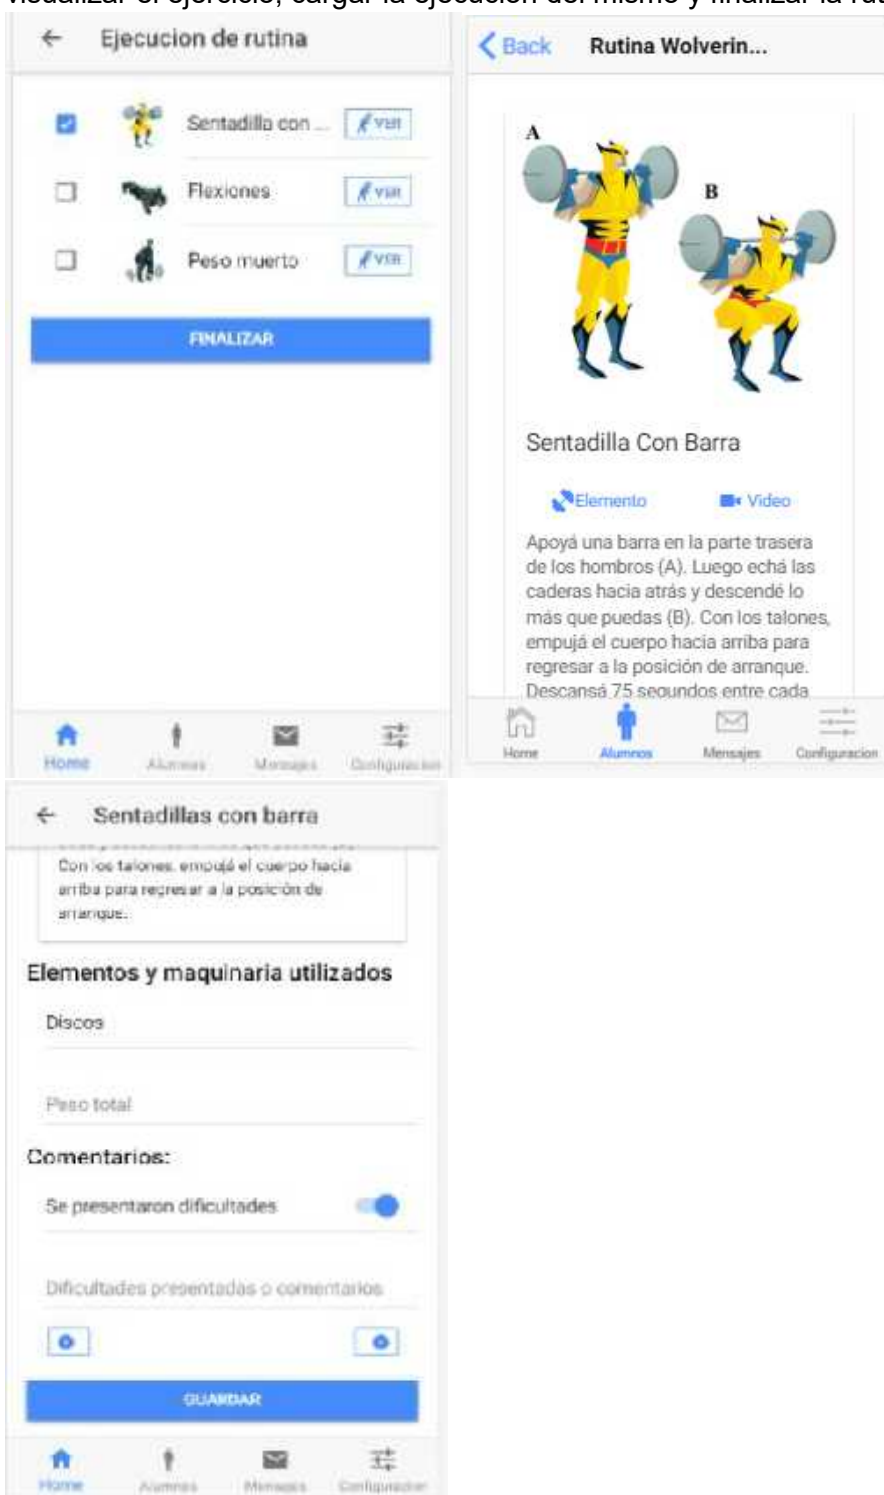 visualizar el ejercicio, cargar la ejecución del mismo y finalizar la rut
Ejecucion de rutina
Sentadilla con ...
VER
Flexiones
VER
Peso muerto
VER
FINALIZAR
Home
Alumnos
Mensajes
Configuracion
Back
Rutina Wolverin...
A
B
Sentadilla Con Barra
Elemento
Video
Apoyá una barra en la parte trasera
de los hombros (A). Luego echá las
caderas hacia atrás y descendé lo
más que puedas (B). Con los talones,
empujá el cuerpo hacia arriba para
regresar a la posición de arranque.
Descansá 75 segundos entre cada
Home
Alumnos
Mensajes
Configuracion
Sentadillas con barra
Con los talones, empujá el cuerpo hacia
arriba para regresar a la posición de
arranque.
Elementos y maquinaria utilizados
Discos
Peso total
Comentarios:
Se presentaron dificultades
Dificultades presentadas o comentarios
GUARDAR
Home
Alumnos
Mensajes
Configuracion